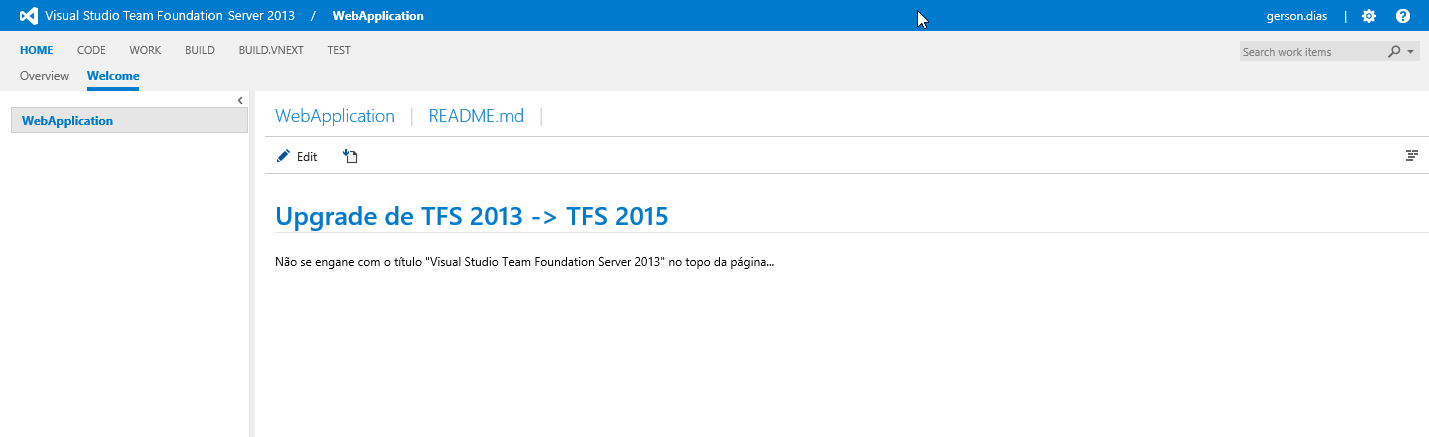 Visual Studio Team Foundation Server 2013 / WebApplication gerson.dias |
HOME CODE WORK BUILD BUILD.VNEXT TEST Search work items
Overview Welcome
WebApplication
WebApplication | README.md |
Edit
Upgrade de TFS 2013 -> TFS 2015
Não se engane com o título "Visual Studio Team Foundation Server 2013" no topo da página...